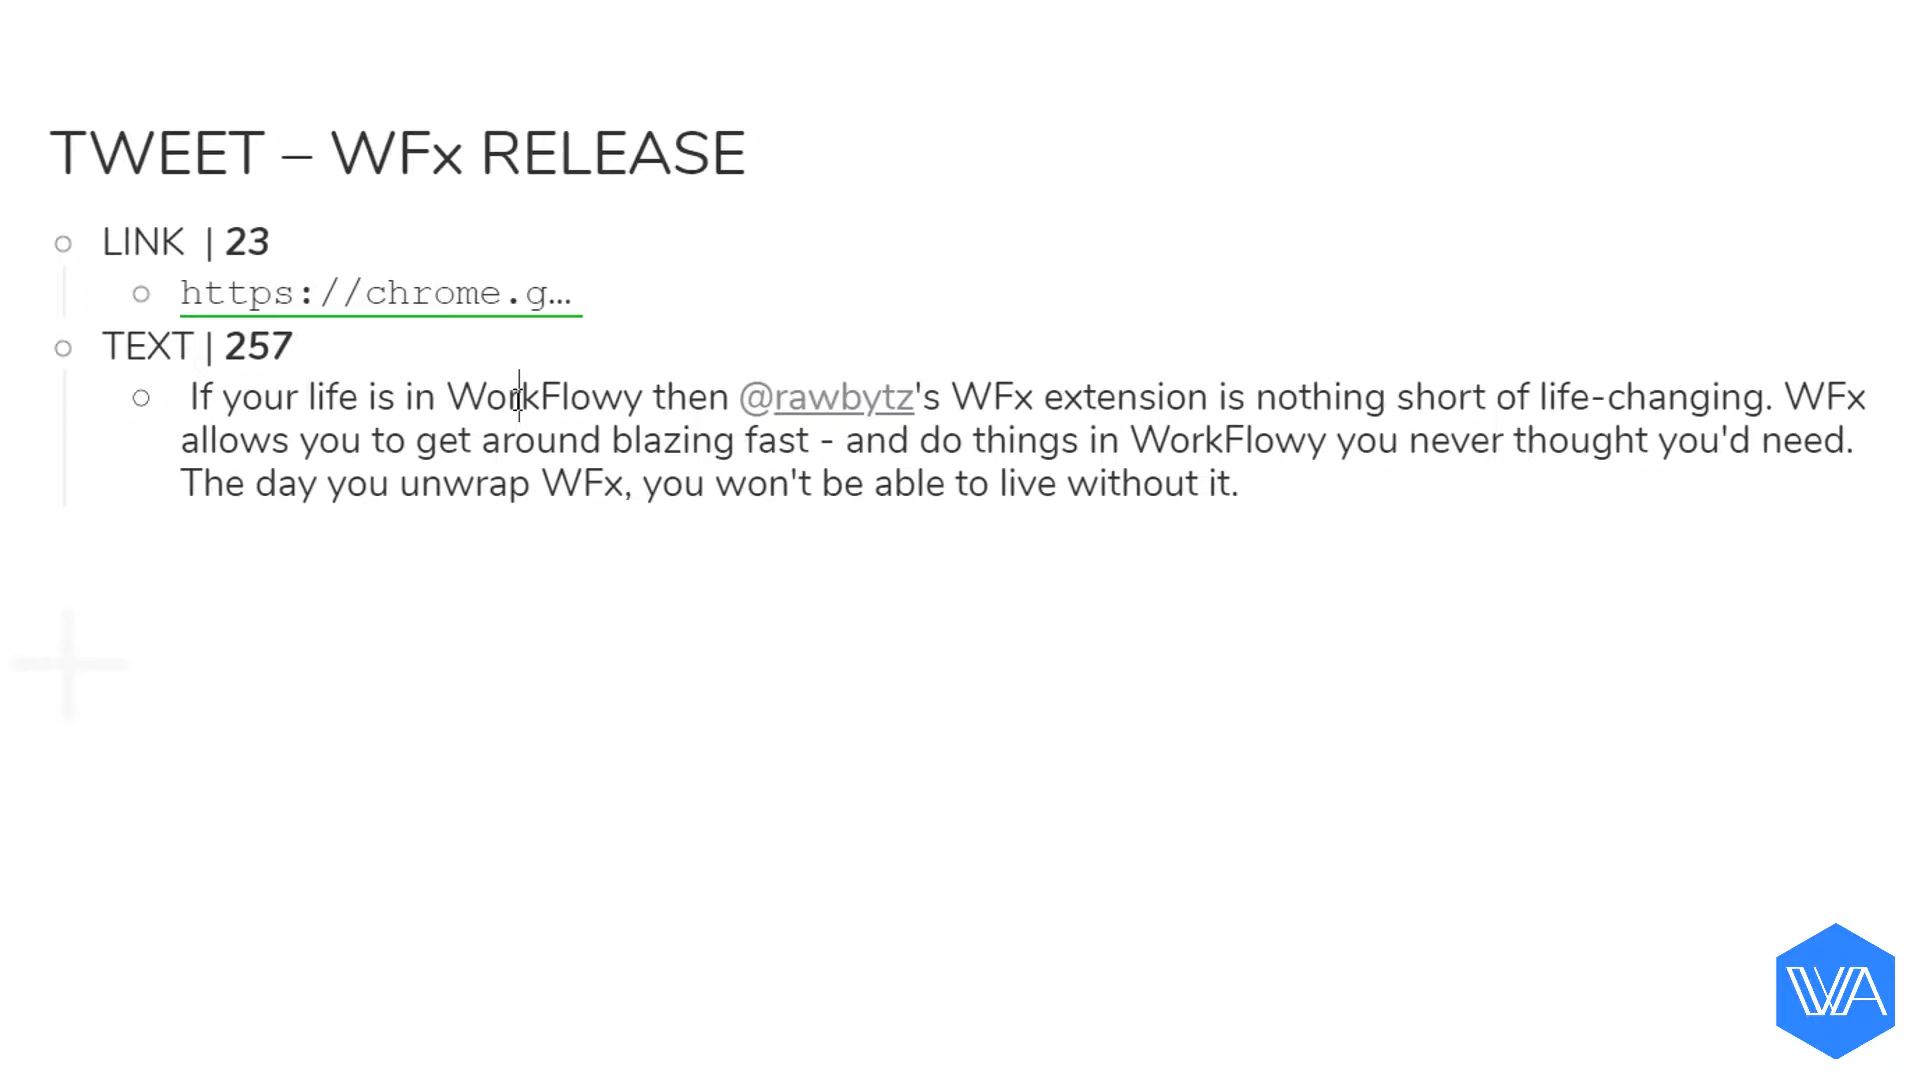 TWEET – WFx RELEASE
LINK | 23
https://chrome.g…
TEXT | 257
If your life is in WorkFlowy then @rawbytz's WFx extension is nothing short of life-changing. WFx
allows you to get around blazing fast - and do things in WorkFlowy you never thought you'd need.
The day you unwrap WFx, you won't be able to live without it.
WA